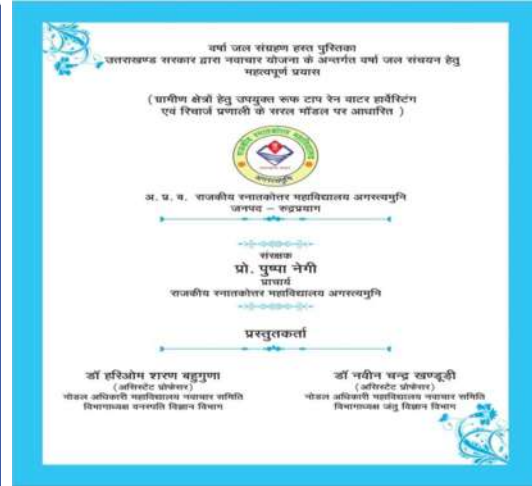 वर्षा जल संग्रहण हस्त पुस्तिका
उत्तराखण्ड सरकार द्वारा नवाचार योजना के अन्तर्गत वर्षा जल संचयन हेतु
महत्वपूर्ण प्रयास
(ग्रामीण क्षेत्रों हेतु उपयुक्त रूफ टाप रेन वाटर हार्वेस्टिंग
एवं रिचार्ज प्रणाली के सरल मॉडल पर आधारित )
अगस्त्यमुनि
अ. प्र. ब. राजकीय स्नातकोत्तर महाविद्यालय अगस्त्यमुनि
जनपद – रूद्रप्रयाग
संरक्षक
प्रो. पुष्पा नेगी
प्राचार्य
राजकीय स्नातकोत्तर महाविद्यालय अगस्त्यमुनि
प्रस्तुतकर्ता
डॉ हरिओम शरण बहुगुणा
(असिस्टेंट प्रोफेसर)
नोडल अधिकारी महाविद्यालय नवाचार समिति
विभागाध्यक्ष वनस्पति विज्ञान विभाग
डॉ नवीन चन्द्र खण्डूड़ी
(असिस्टेंट प्रोफेसर)
नोडल अधिकारी महाविद्यालय नवाचार समिति
विभागाध्यक्ष जंतु विज्ञान विभाग